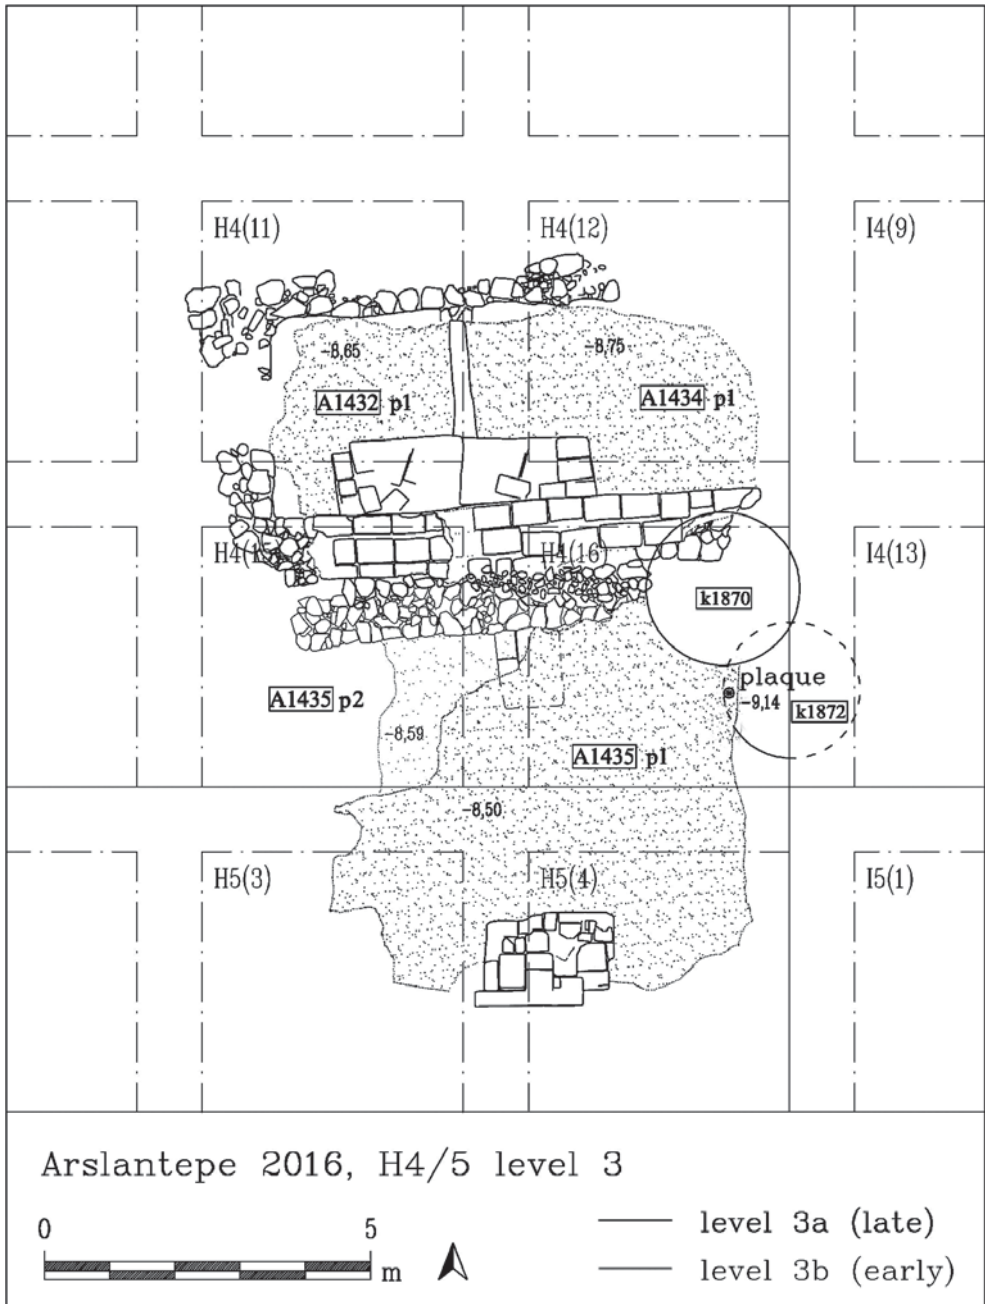 H4(11) H4(12) I4(9)
-8,65 -8,75
A1432 p1 A1434 p1
H4(16) I4(13)
k1870
plaque
A1435 p2 -9,14 k1872
-8,59
A1435 p1
-8,50
H5(3) H5(4) I5(1)
Arslantepe 2016, H4/5 level 3
0 5
level 3a (late)
m level 3b (early)